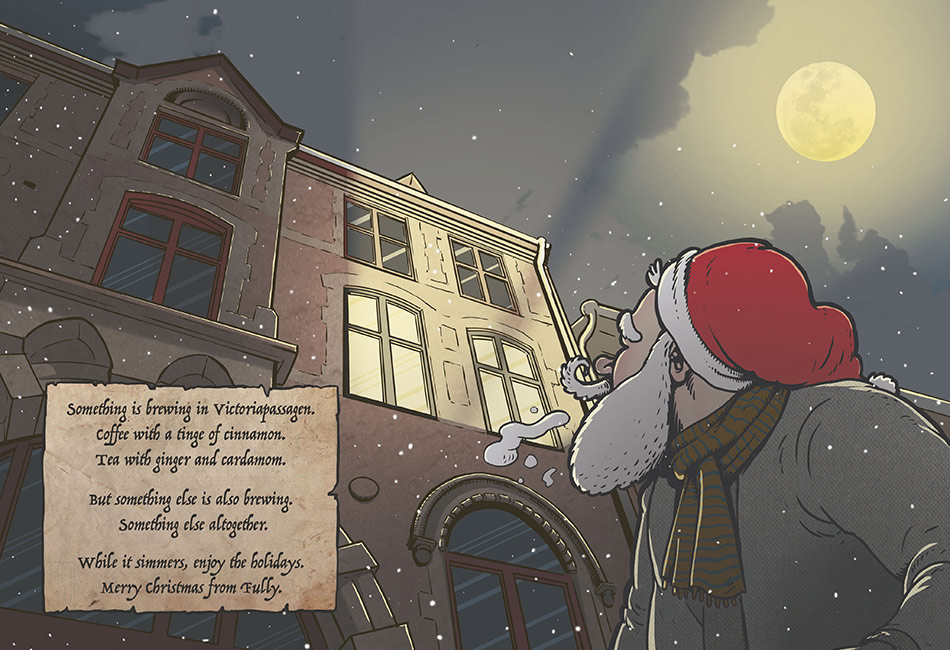 Something is brewing in Victoriapassagen.
Coffee with a tinge of cinnamon.
Tea with ginger and cardamom.
But something else is also brewing.
Something else altogether.
While it simmers, enjoy the holidays.
Merry Christmas from Fully.